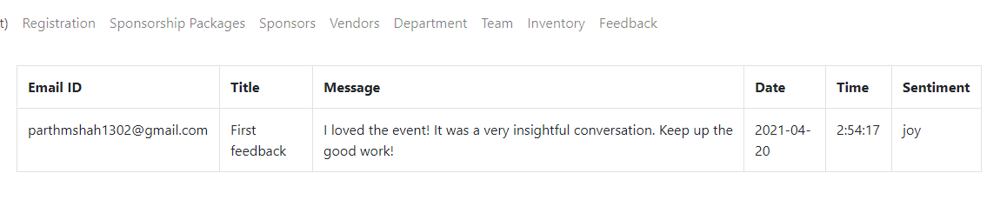 t) Registration Sponsorship Packages Sponsors Vendors Department Team Inventory Feedback
Email ID Title Message Date Time Sentiment
parthmshah1302@gmail.com First I loved the event! It was a very insightful conversation. Keep up the 2021-04- 2:54:17 joy
feedback good work! 20